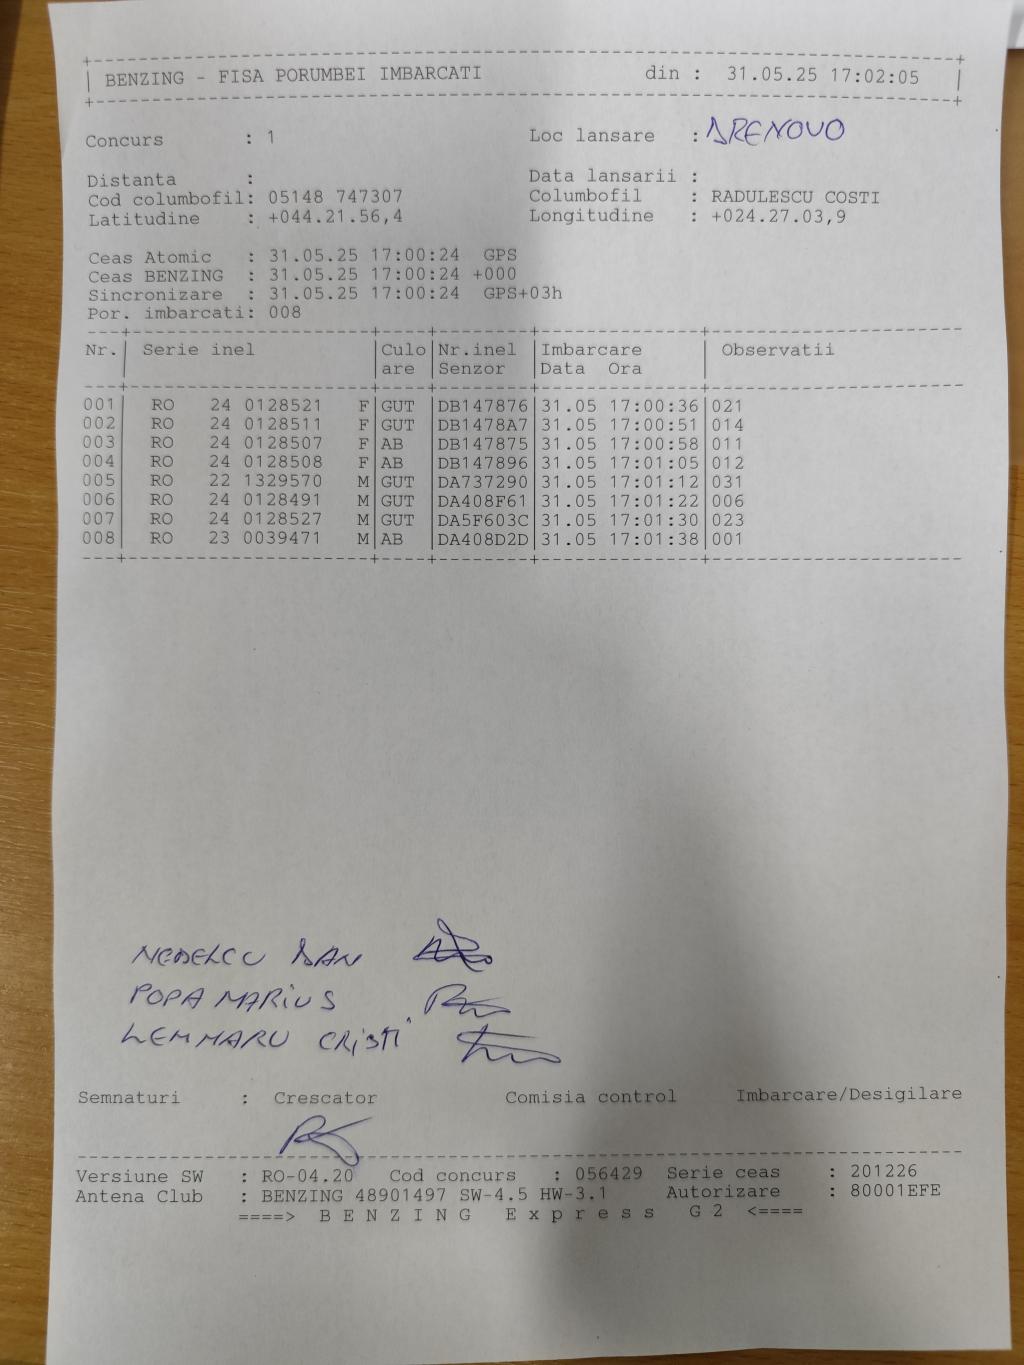 BENZING - FISA PORUMBEI IMBARCATI din : 31.05.25 17:02:05
Concurs : 1 Loc lansare : DRENOVO
Distanta : Data lansarii :
Cod columbofil: 05148 747307 Columbofil : RADULESCU COSTI
Latitudine : +044.21.56,4 Longitudine : +024.27.03,9
Ceas Atomic : 31.05.25 17:00:24 GPS
Ceas BENZING : 31.05.25 17:00:24 +000
Sincronizare : 31.05.25 17:00:24 GPS+03h
Por. imbarcati: 008
Nr. Serie inel Culo Nr.inel Imbarcare Observatii
are Senzor Data Ora
001 RO 24 0128521 F GUT DB147876 31.05 17:00:36 021
002 RO 24 0128511 F GUT DB1478A7 31.05 17:00:51 014
003 RO 24 0128507 F AB DB147875 31.05 17:00:58 011
004 RO 24 0128508 F AB DB147896 31.05 17:01:05 012
005 RO 22 1329570 M GUT DA737290 31.05 17:01:12 031
006 RO 24 0128491 M GUT DA408F61 31.05 17:01:22 006
007 RO 24 0128527 M GUT DA5F603C 31.05 17:01:30 023
008 RO 23 0039471 M AB DA408D2D 31.05 17:01:38 001
NEDELCU DAN
POPA MARIUS
CRISTI
Semnaturi : Crescator Comisia control Imbarcare/Desigilare
Versiune SW : RO-04.20 Cod concurs : 056429 Serie ceas : 201226
Antena Club : BENZING 48901497 SW-4.5 HW-3.1 Autorizare : 80001EFE
====> B E N Z I N G E x p r e s s G 2 <====